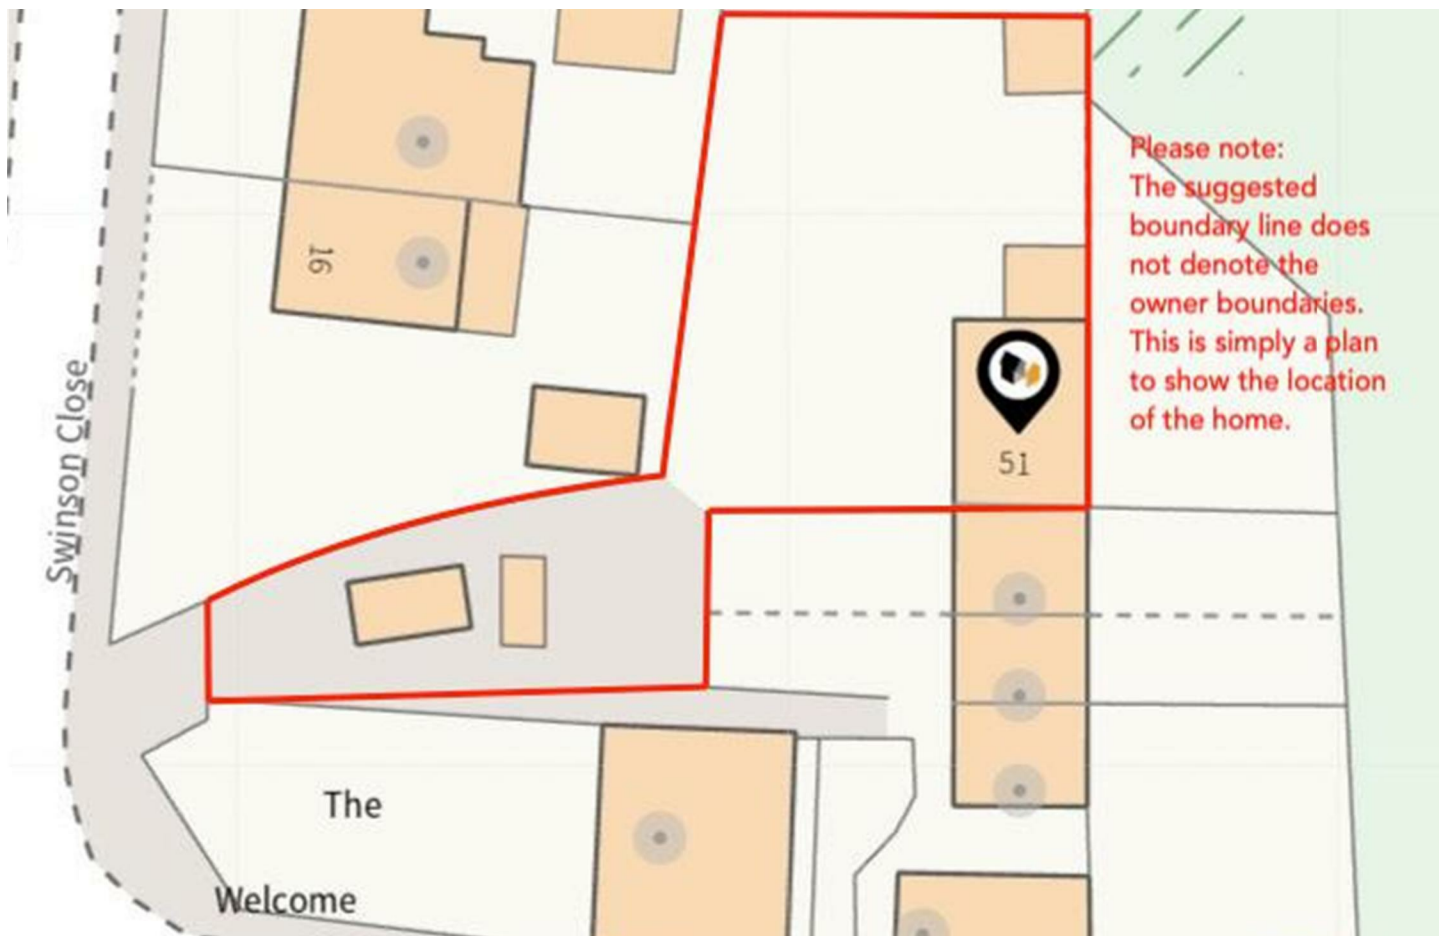 Please note:
The suggested
boundary line does
not denote the
owner boundaries.
This is simply a plan
to show the location
of the home.
16
51
Swinson Close
The
Welcome